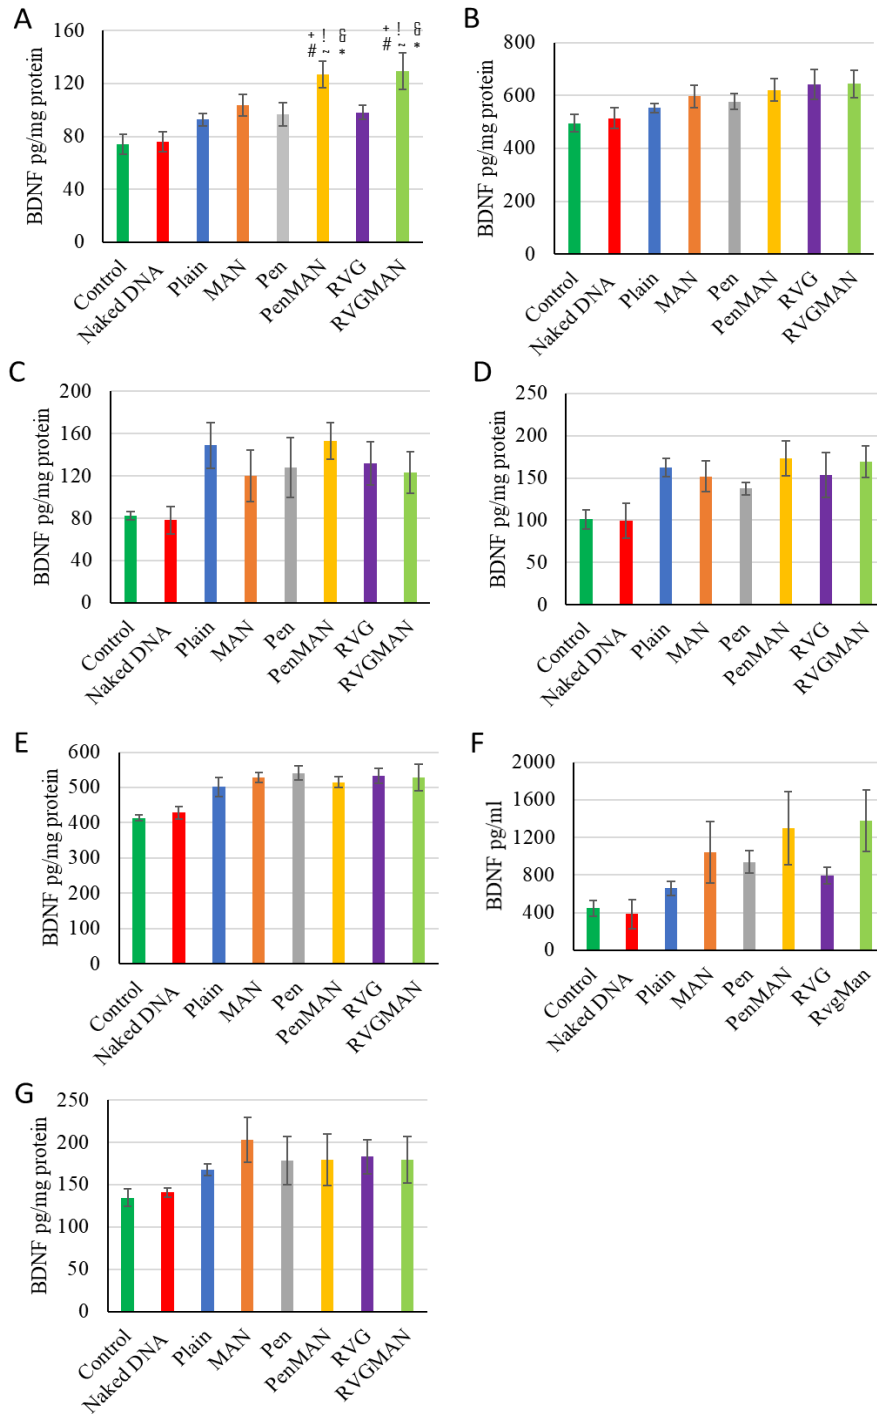 A
BDNF pg/mg protein
160
120
80
40
0
+ ! &
# ~ *
+ ! &
# ~ *
Control
Naked DNA
Plain
MAN
Pen
PenMAN
RVG
RVGMAN
B
BDNF pg/mg protein
800
600
400
200
0
Control
Naked DNA
Plain
MAN
Pen
PenMAN
RVG
RVGMAN
C
BDNF pg/mg protein
200
160
120
80
40
0
Control
Naked DNA
Plain
MAN
Pen
PenMAN
RVG
RVGMAN
D
BDNF pg/mg protein
250
200
150
100
50
0
Control
Naked DNA
Plain
MAN
Pen
PenMAN
RVG
RVGMAN
E
BDNF pg/mg protein
600
500
400
300
200
100
0
Control
Naked DNA
Plain
MAN
Pen
PenMAN
RVG
RVGMAN
F
BDNF pg/ml
2000
1600
1200
800
400
0
Control
Naked DNA
Plain
MAN
Pen
PenMAN
RVG
RvgMan
G
BDNF pg/mg protein
250
200
150
100
50
0
Control
Naked DNA
Plain
MAN
Pen
PenMAN
RVG
RVGMAN